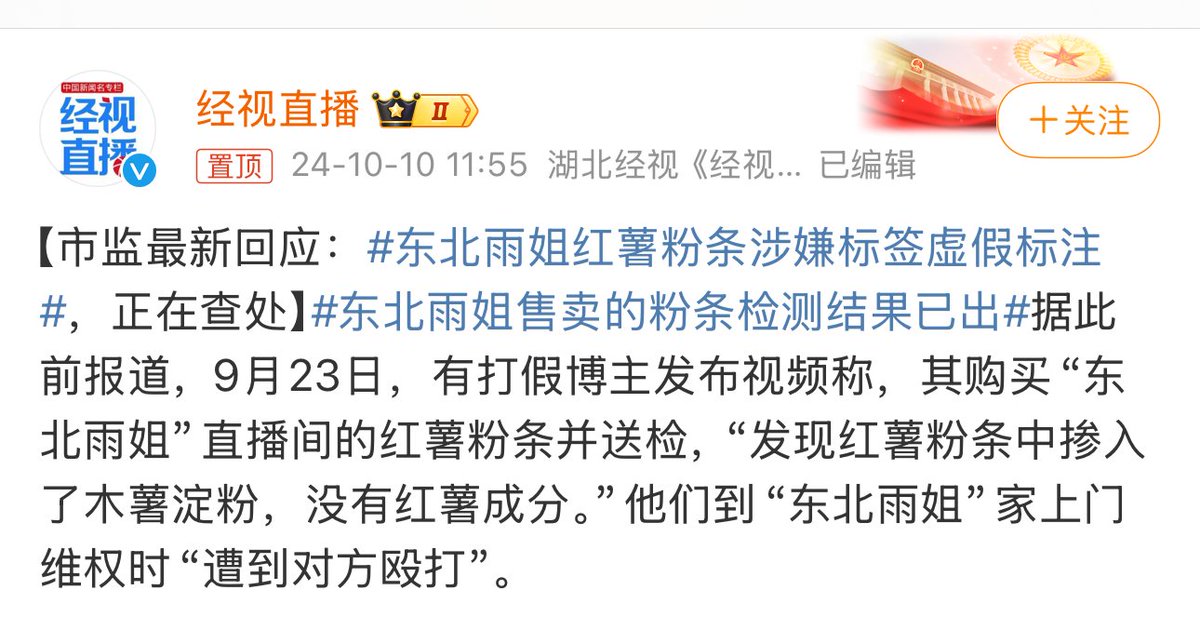 中国新闻名专栏
经视
直播
经视直播
II
+关注
置顶 24-10-10 11:55 湖北经视《经视... 已编辑
【市监最新回应：#东北雨姐红薯粉条涉嫌标签虚假标注
#，正在查处】#东北雨姐售卖的粉条检测结果已出#据此
前报道，9月23日，有打假博主发布视频称，其购买“东
北雨姐”直播间的红薯粉条并送检，“发现红薯粉条中掺入
了木薯淀粉，没有红薯成分。”他们到“东北雨姐”家上门
维权时“遭到对方殴打”。